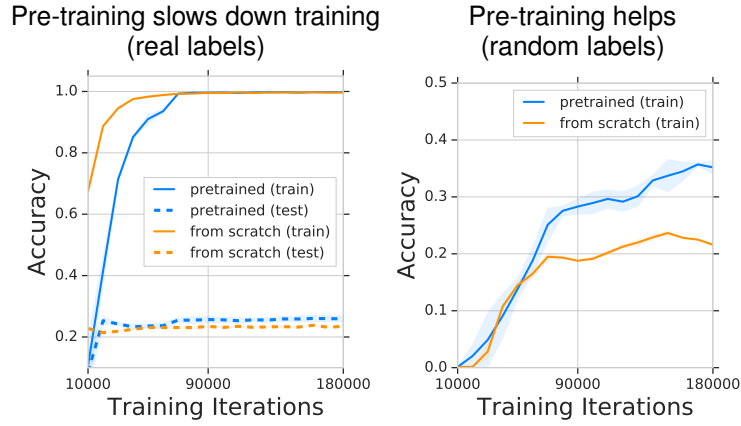 Pre-training slows down training
(real labels)
Accuracy
1.0
0.8
0.6
0.4
0.2
pretrained (train)
pretrained (test)
from scratch (train)
from scratch (test)
10000
90000
180000
Training Iterations
Pre-training helps
(random labels)
Accuracy
0.5
0.4
0.3
0.2
0.1
0.0
pretrained (train)
from scratch (train)
10000
90000
180000
Training Iterations